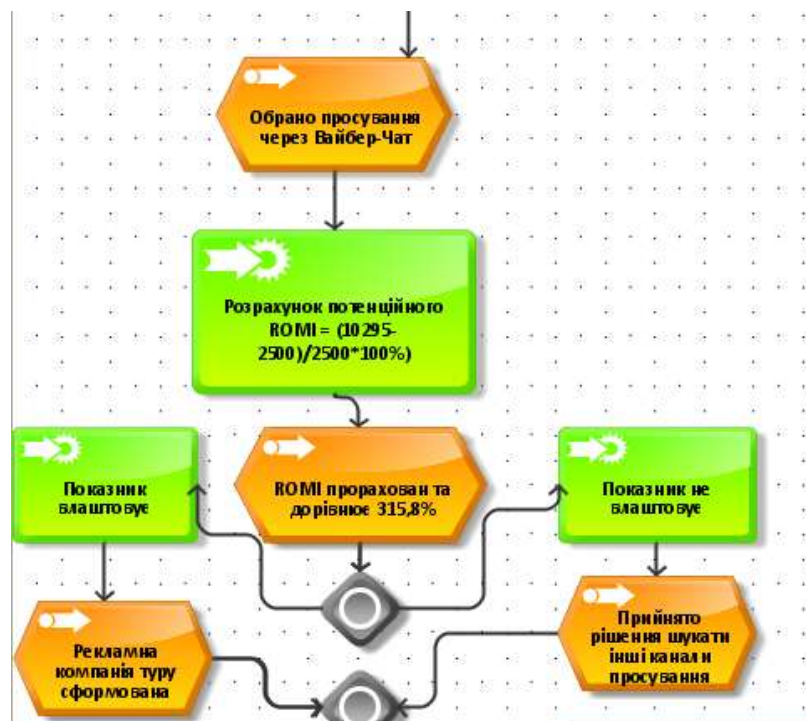 Обрано просування
через Вайбер-Чат
Розрахунок потенційного
ROMI = (10295-
2500)/2500*100%)
ROMI прорахован та
дорівнює 315,8%
Показник
влаштовує
Показник не
влаштовує
Рекламна
компанія туру
сформована
Прийнято
рішення шукати
інші канали
просування